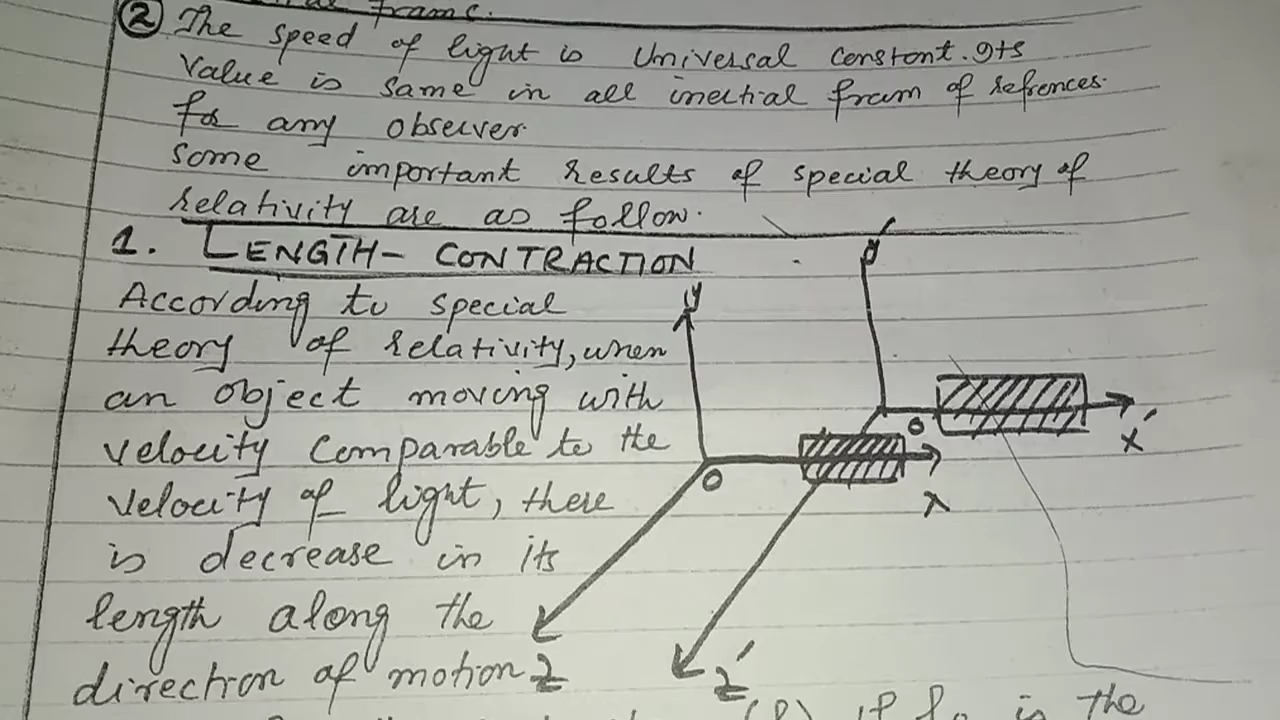 frame.
② The speed of light is Universal constant. Its
Value is same in all inertial fram of refrences.
for any observer.
some important results of special theory of
relativity are as follow.
1. LENGTH- CONTRACTION
According to special
theory of relativity, when
an object moving with
velocity comparable to the
velocity of light, there
is decrease in its
length along the
direction of motion
y
y'
o
o'
x
x'
z
z'
(l) if l₀ is the